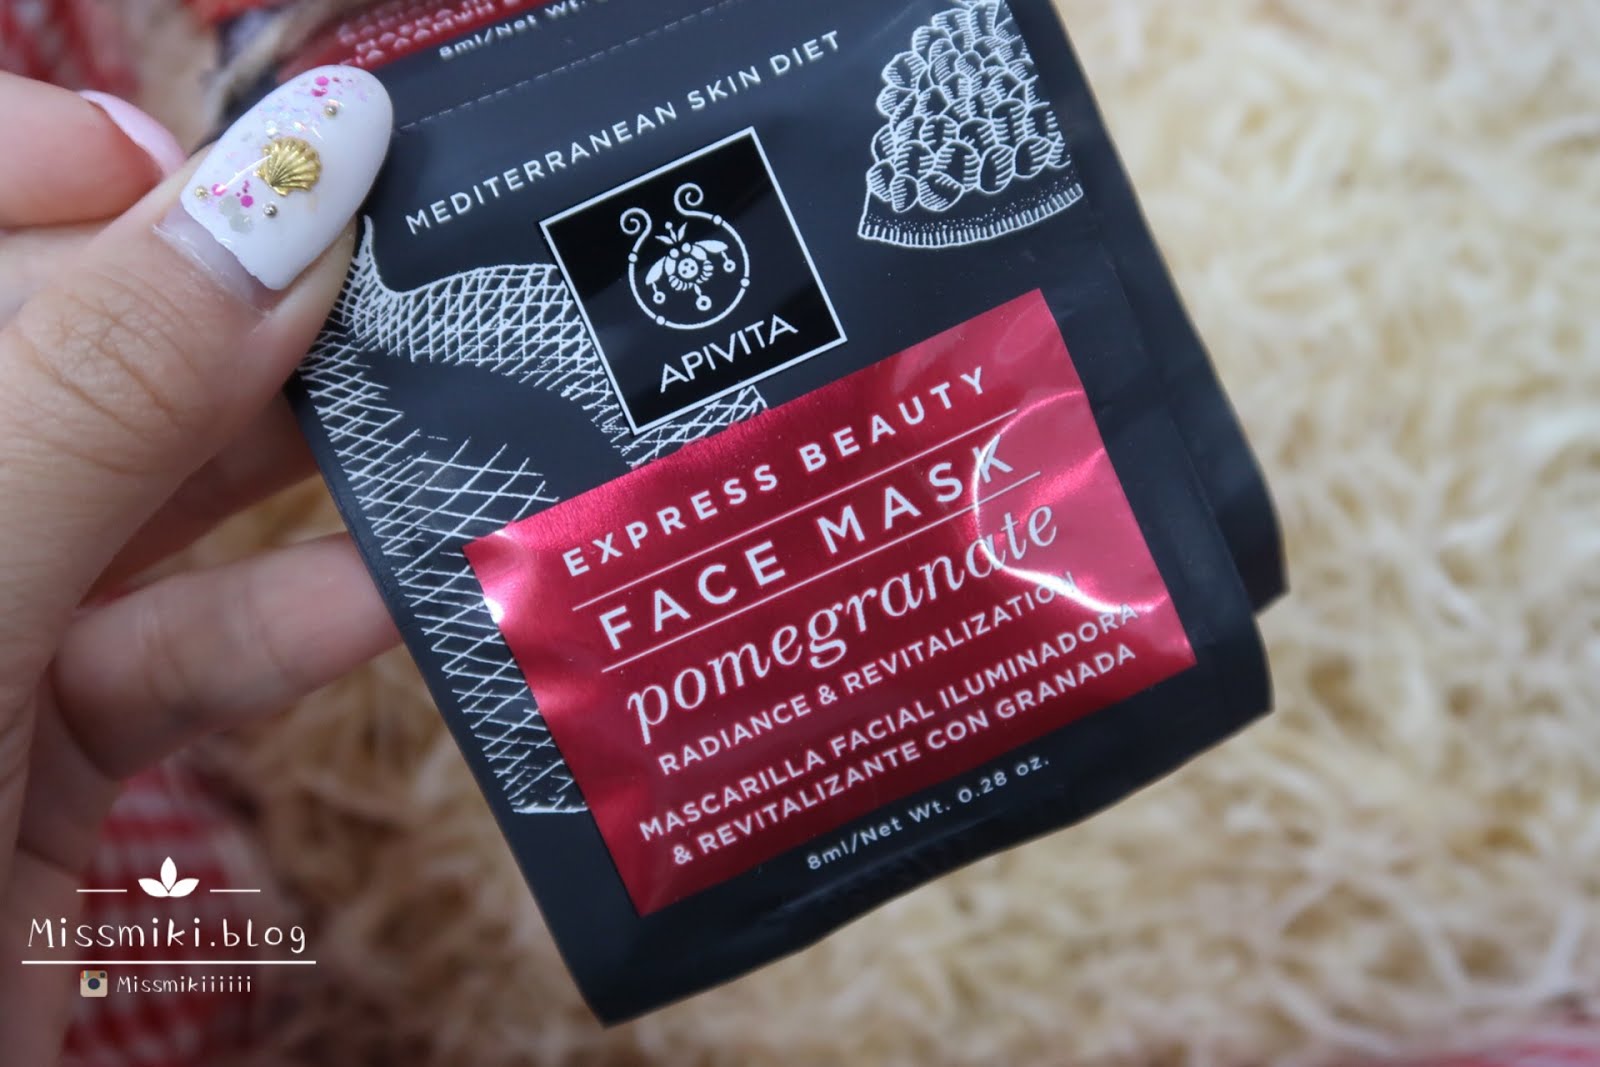 8ml/Net Wt.
MEDITERRANEAN SKIN DIET
APIVITA
EXPRESS BEAUTY
FACE MASK
pomegranate
RADIANCE & REVITALIZATION
MASCARILLA FACIAL ILUMINADORA
& REVITALIZANTE CON GRANADA
8ml/Net Wt. 0.28 oz.
Missmiki.blog
Missmikiiiiii